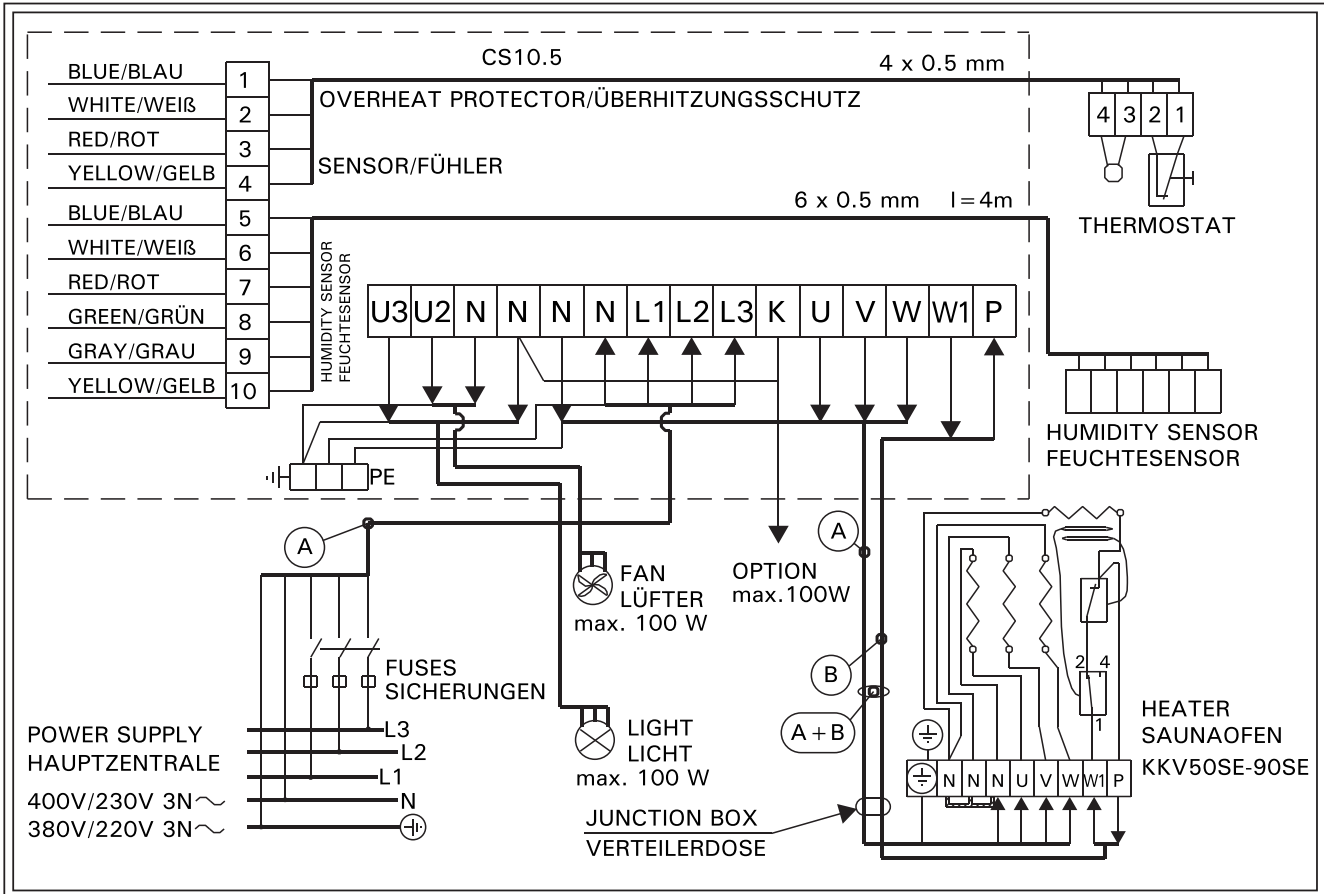 CS10.5
4 x 0.5 mm
BLUE/BLAU 1
WHITE/WEIß 2
RED/ROT 3
YELLOW/GELB 4
BLUE/BLAU 5
WHITE/WEIß 6
RED/ROT 7
GREEN/GRÜN 8
GRAY/GRAU 9
YELLOW/GELB 10
OVERHEAT PROTECTOR/ÜBERHITZUNGSSCHUTZ
SENSOR/FÜHLER
4 3 2 1
THERMOSTAT
6 x 0.5 mm l=4m
HUMIDITY SENSOR
FEUCHTESENSOR
U3 U2 N N N N L1 L2 L3 K U V W W1 P
HUMIDITY SENSOR
FEUCHTESENSOR
PE
A
FAN
LÜFTER
max. 100 W
OPTION
max.100W
A
B
A+B
FUSES
SICHERUNGEN
LIGHT
LICHT
max. 100 W
POWER SUPPLY
HAUPTZENTRALE
400V/230V 3N~
380V/220V 3N~
L3
L2
L1
N
JUNCTION BOX
VERTEILERDOSE
2 4
1
N N N U V W W1 P
HEATER
SAUNAOFEN
KKV50SE-90SE